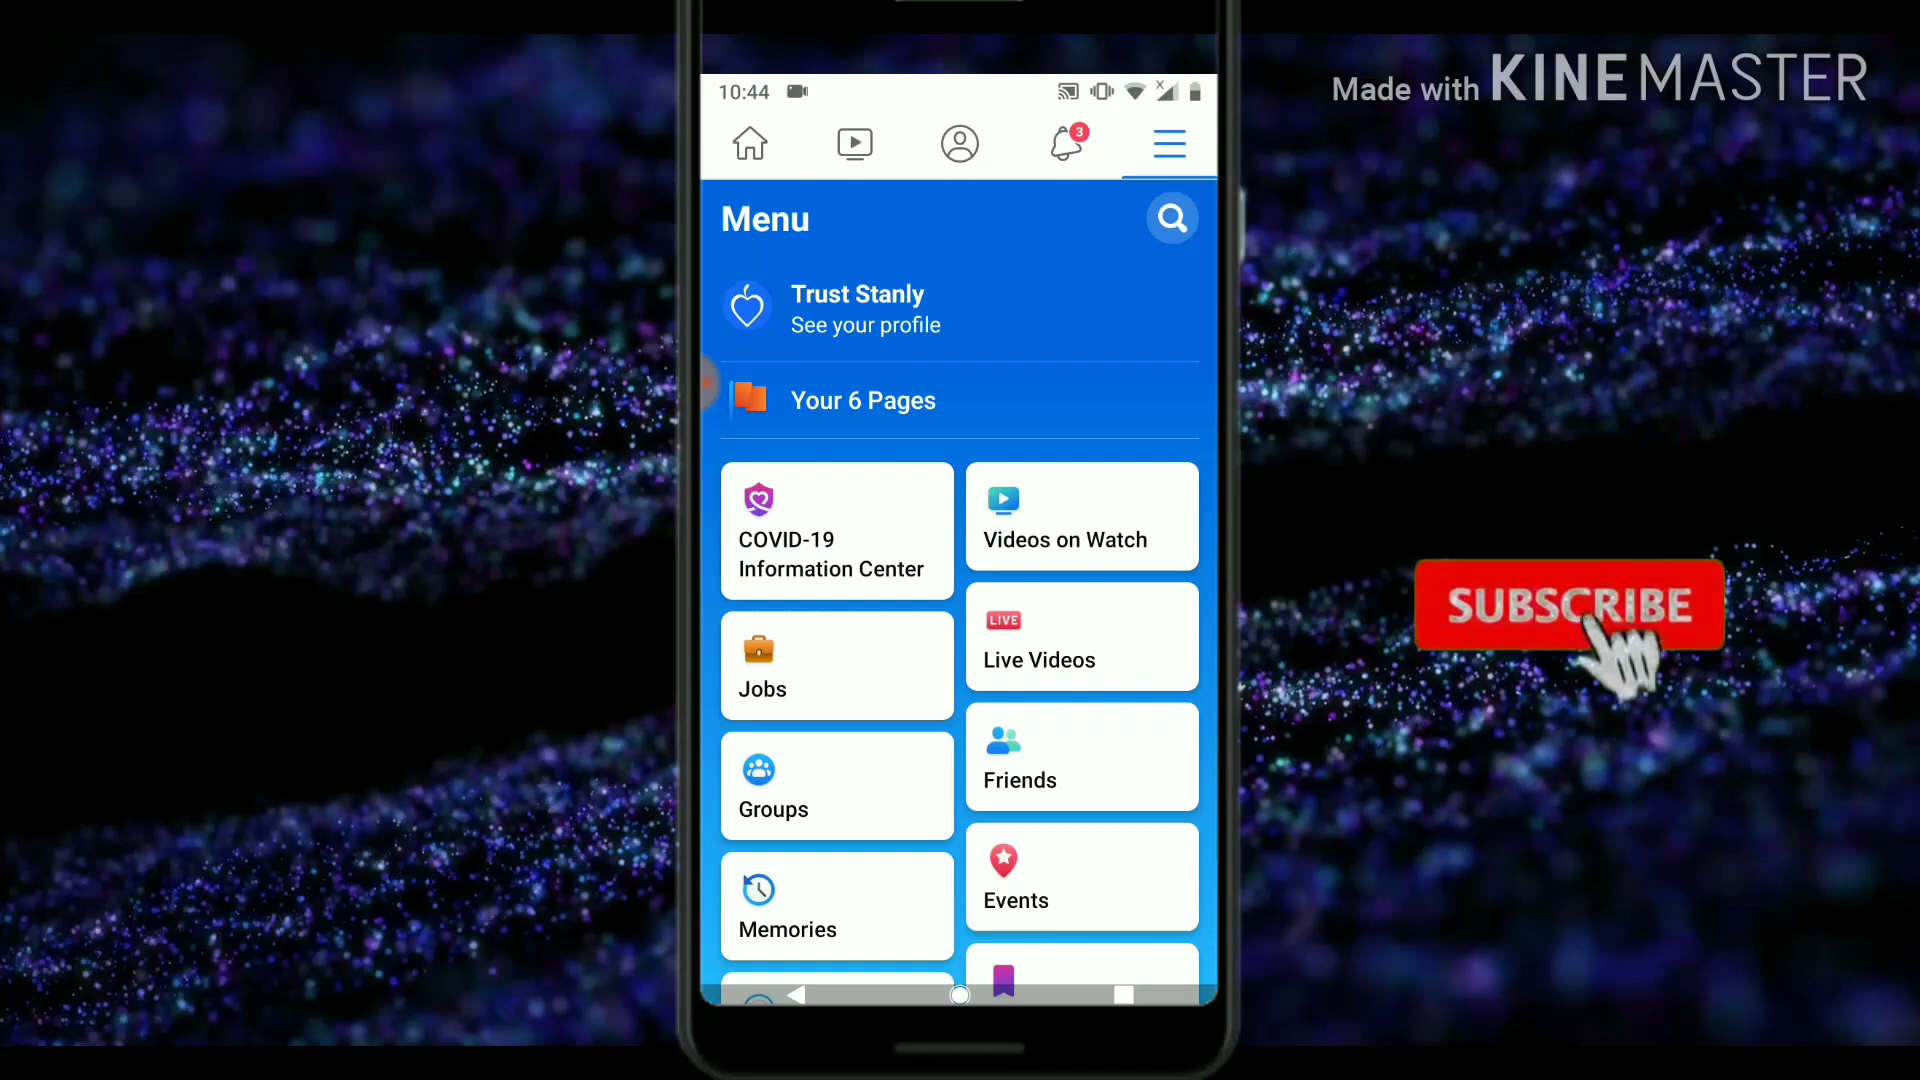 Made with KINEMASTER
10:44
3
Menu
Trust Stanly
See your profile
Your 6 Pages
COVID-19
Information Center
Videos on Watch
LIVE
Live Videos
Jobs
Friends
Groups
Events
Memories
SUBSCRIBE